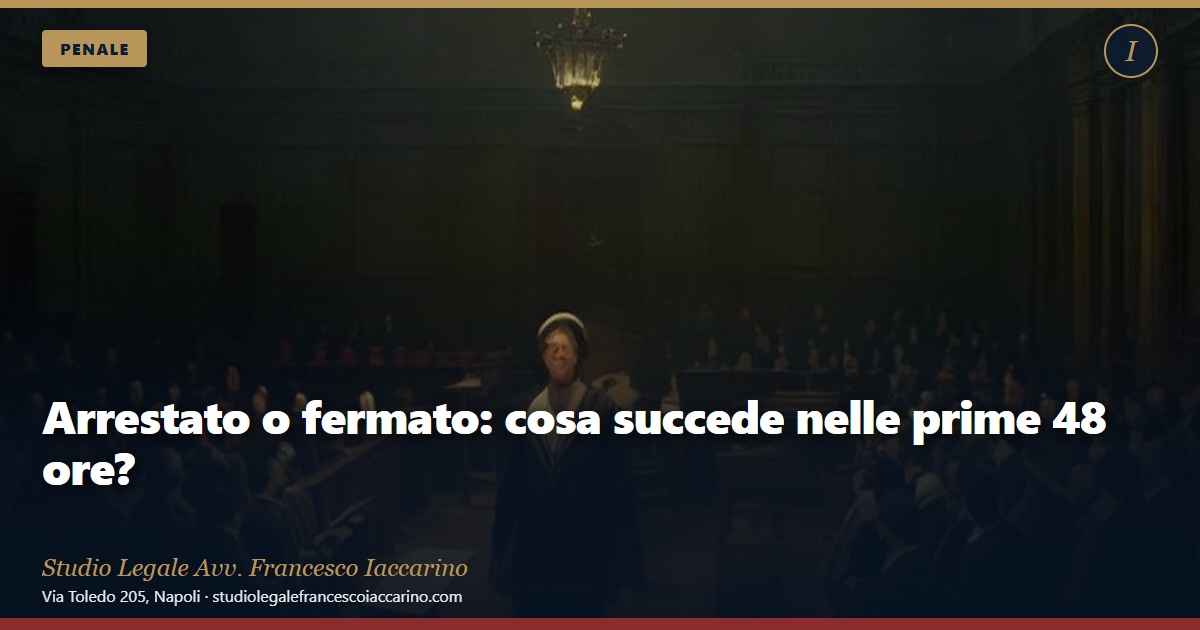 PENALE
I
Arrestato o fermato: cosa succede nelle prime 48
ore?
Studio Legale Avv. Francesco Iaccarino
Via Toledo 205, Napoli · studiolegalefrancescoiaccarino.com